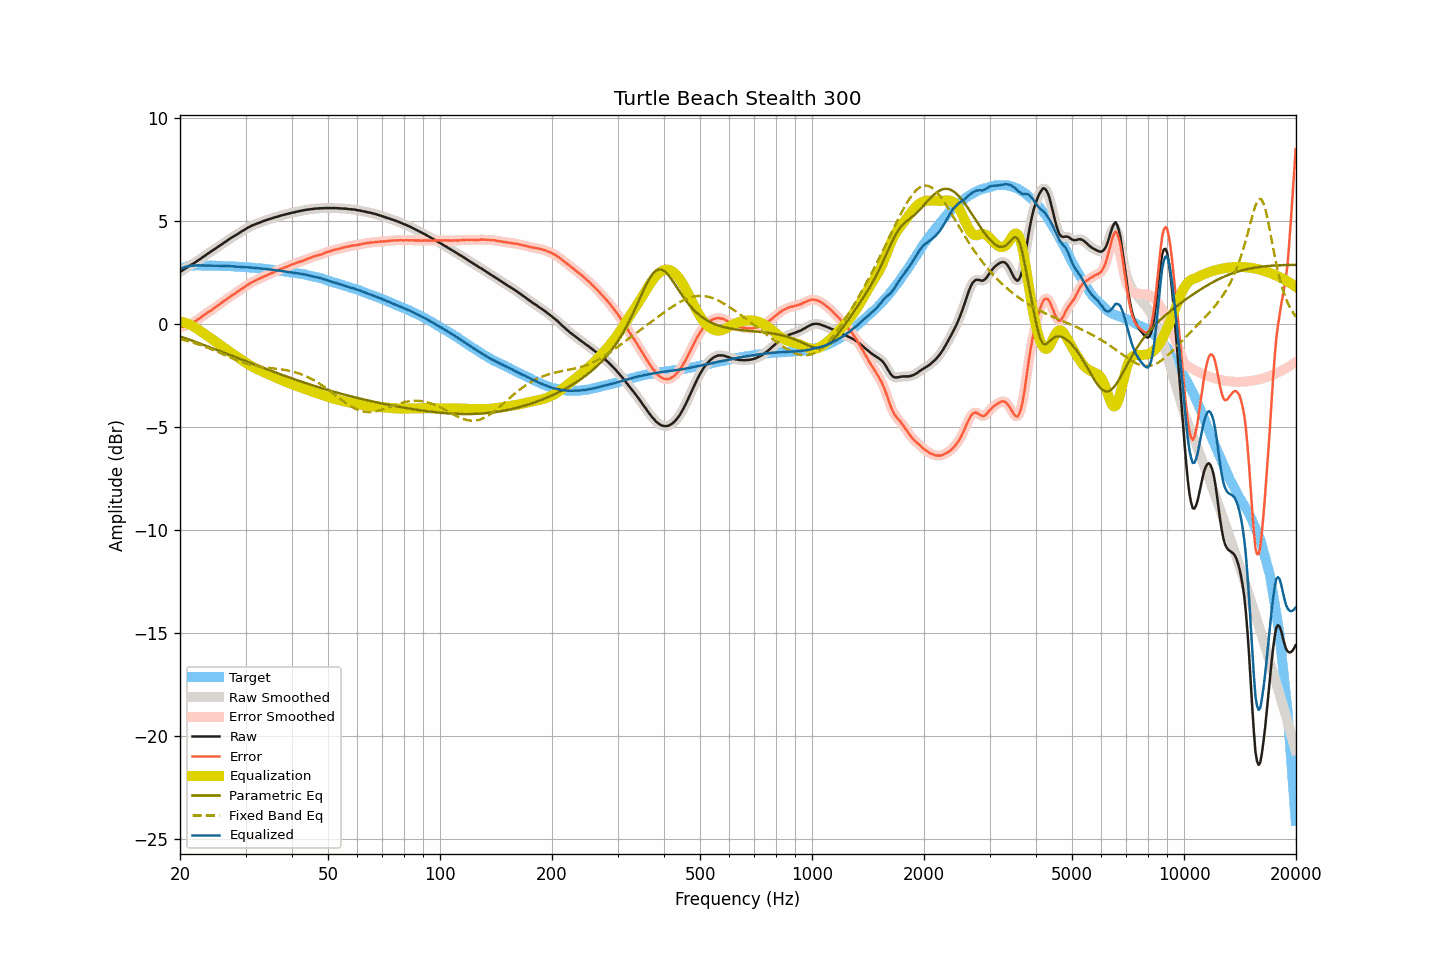 Turtle Beach Stealth 300
10
5
0
−5
−10
−15
−20
−25
Amplitude (dBr)
Target
Raw Smoothed
Error Smoothed
Raw
Error
Equalization
Parametric Eq
Fixed Band Eq
Equalized
20 50 100 200 500 1000 2000 5000 10000 20000
Frequency (Hz)